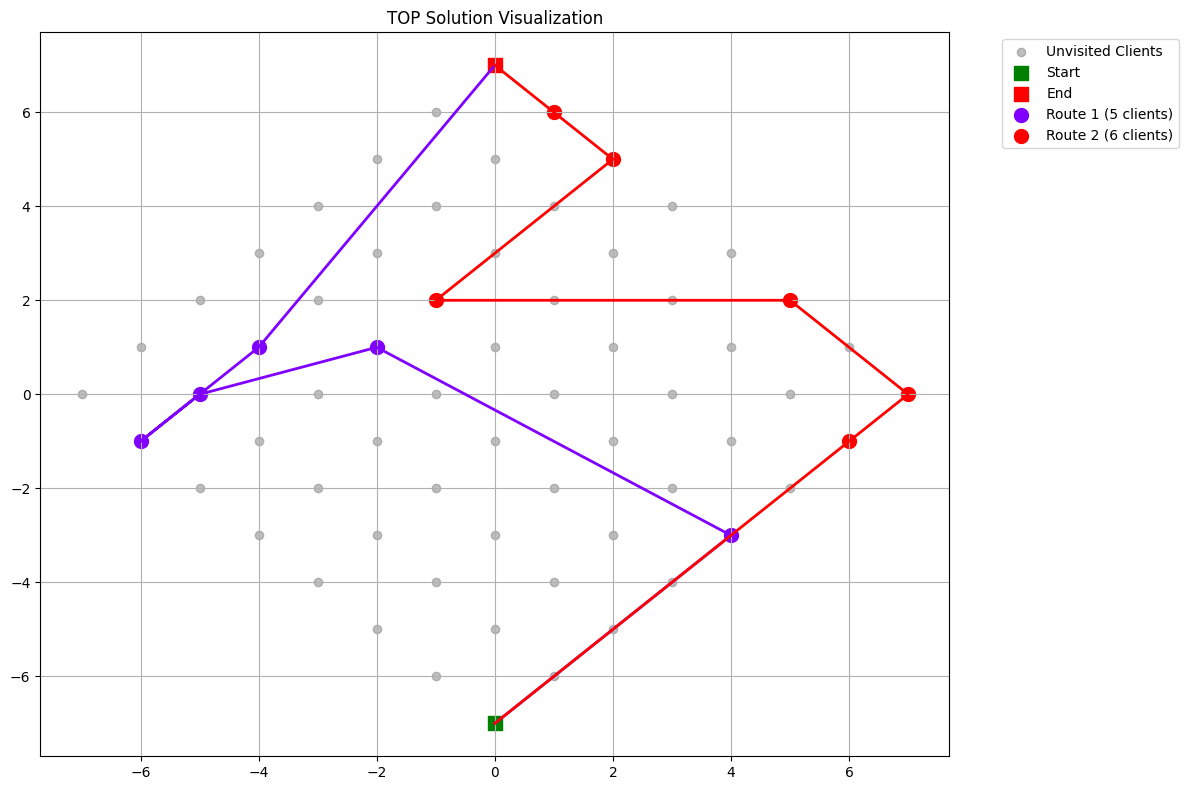 TOP Solution Visualization
Unvisited Clients
Start
End
Route 1 (5 clients)
Route 2 (6 clients)
6
4
2
0
−2
−4
−6
−6
−4
−2
0
2
4
6